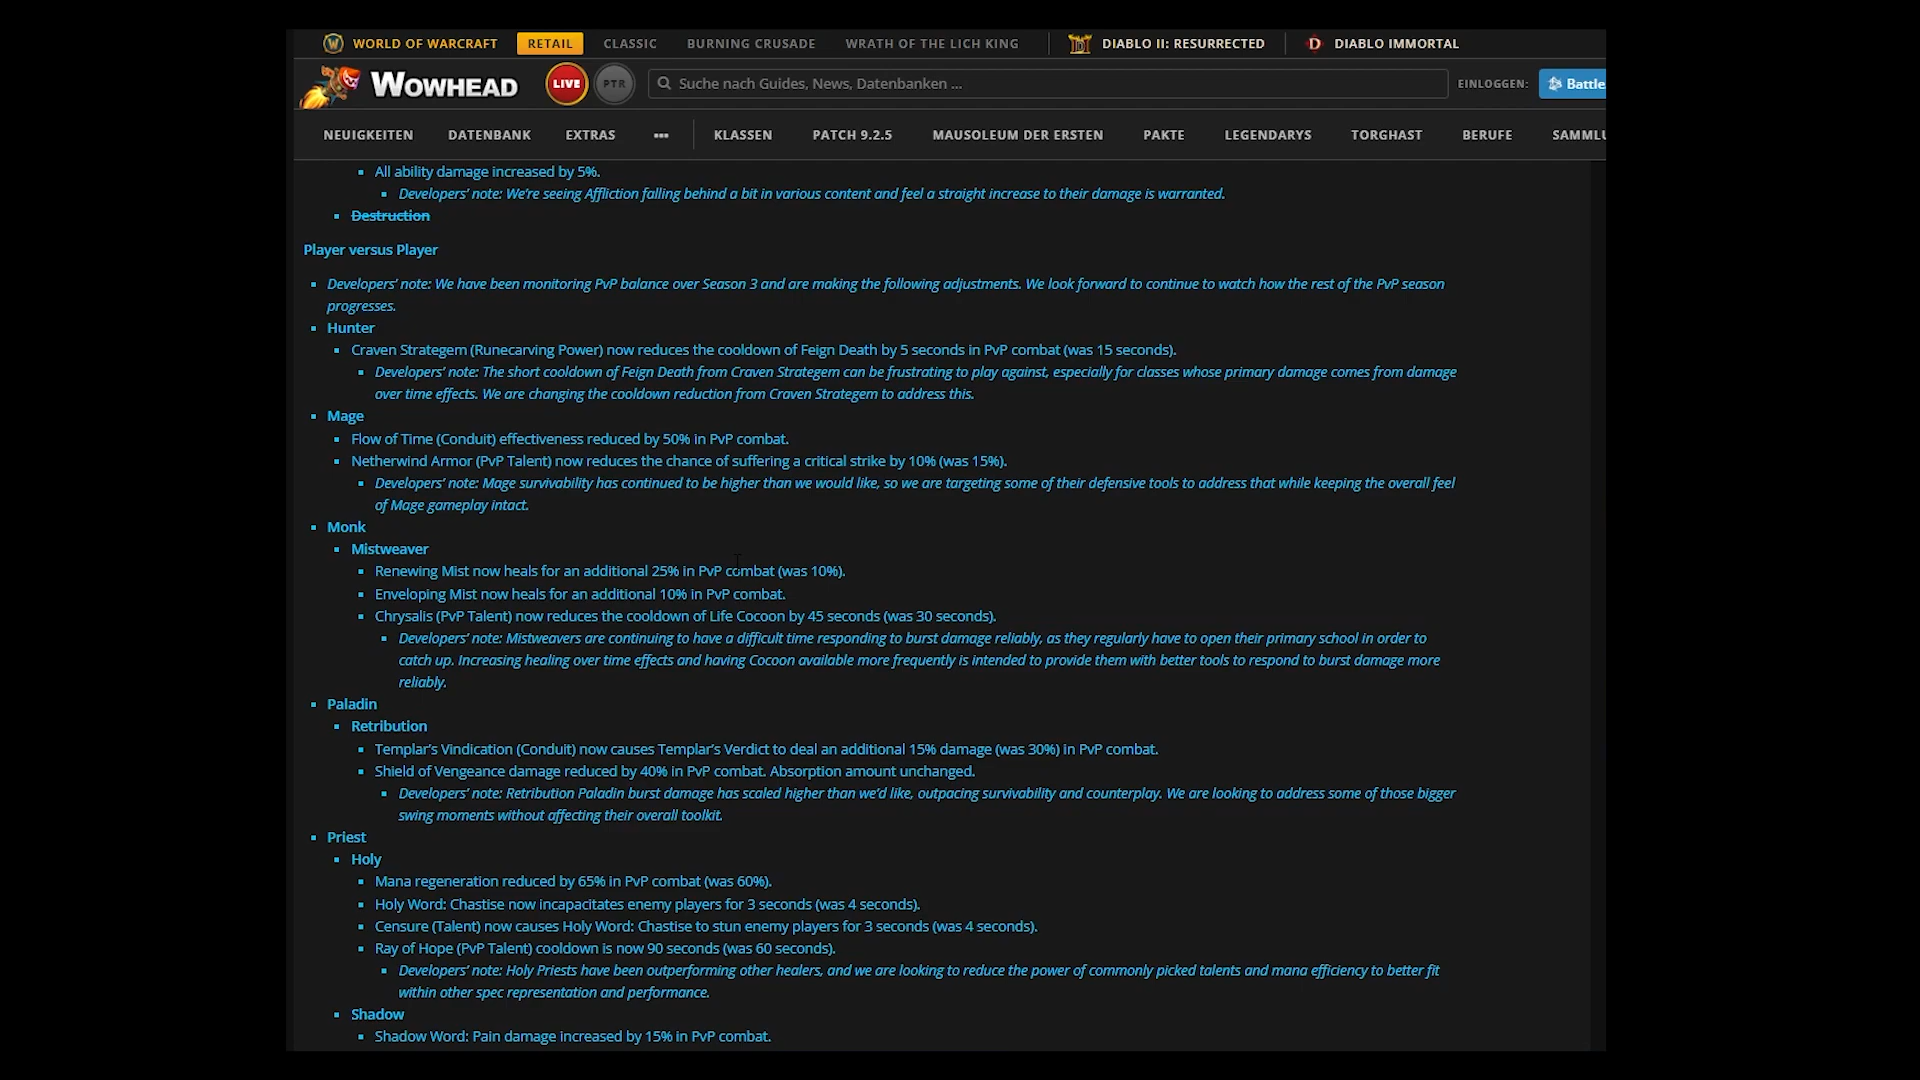 WORLD OF WARCRAFT RETAIL CLASSIC BURNING CRUSADE WRATH OF THE LICH KING DIABLO II: RESURRECTED DIABLO IMMORTAL
WOWHEAD LIVE PTR Suche nach Guides, News, Datenbanken ... EINLOGGEN: Battle
NEUIGKEITEN DATENBANK EXTRAS ••• KLASSEN PATCH 9.2.5 MAUSOLEUM DER ERSTEN PAKTE LEGENDARYS TORGHAST BERUFE SAMMLU
All ability damage increased by 5%.
Developers' note: We're seeing Affliction falling behind a bit in various content and feel a straight increase to their damage is warranted.
Destruction
Player versus Player
Developers' note: We have been monitoring PvP balance over Season 3 and are making the following adjustments. We look forward to continue to watch how the rest of the PvP season
progresses.
Hunter
Craven Strategem (Runecarving Power) now reduces the cooldown of Feign Death by 5 seconds in PvP combat (was 15 seconds).
Developers' note: The short cooldown of Feign Death from Craven Strategem can be frustrating to play against, especially for classes whose primary damage comes from damage
over time effects. We are changing the cooldown reduction from Craven Strategem to address this.
Mage
Flow of Time (Conduit) effectiveness reduced by 50% in PvP combat.
Netherwind Armor (PvP Talent) now reduces the chance of suffering a critical strike by 10% (was 15%).
Developers' note: Mage survivability has continued to be higher than we would like, so we are targeting some of their defensive tools to address that while keeping the overall feel
of Mage gameplay intact.
Monk
Mistweaver
Renewing Mist now heals for an additional 25% in PvP combat (was 10%).
Enveloping Mist now heals for an additional 10% in PvP combat.
Chrysalis (PvP Talent) now reduces the cooldown of Life Cocoon by 45 seconds (was 30 seconds).
Developers' note: Mistweavers are continuing to have a difficult time responding to burst damage reliably, as they regularly have to open their primary school in order to
catch up. Increasing healing over time effects and having Cocoon available more frequently is intended to provide them with better tools to respond to burst damage more
reliably.
Paladin
Retribution
Templar's Vindication (Conduit) now causes Templar's Verdict to deal an additional 15% damage (was 30%) in PvP combat.
Shield of Vengeance damage reduced by 40% in PvP combat. Absorption amount unchanged.
Developers' note: Retribution Paladin burst damage has scaled higher than we'd like, outpacing survivability and counterplay. We are looking to address some of those bigger
swing moments without affecting their overall toolkit.
Priest
Holy
Mana regeneration reduced by 65% in PvP combat (was 60%).
Holy Word: Chastise now incapacitates enemy players for 3 seconds (was 4 seconds).
Censure (Talent) now causes Holy Word: Chastise to stun enemy players for 3 seconds (was 4 seconds).
Ray of Hope (PvP Talent) cooldown is now 90 seconds (was 60 seconds).
Developers' note: Holy Priests have been outperforming other healers, and we are looking to reduce the power of commonly picked talents and mana efficiency to better fit
within other spec representation and performance.
Shadow
Shadow Word: Pain damage increased by 15% in PvP combat.